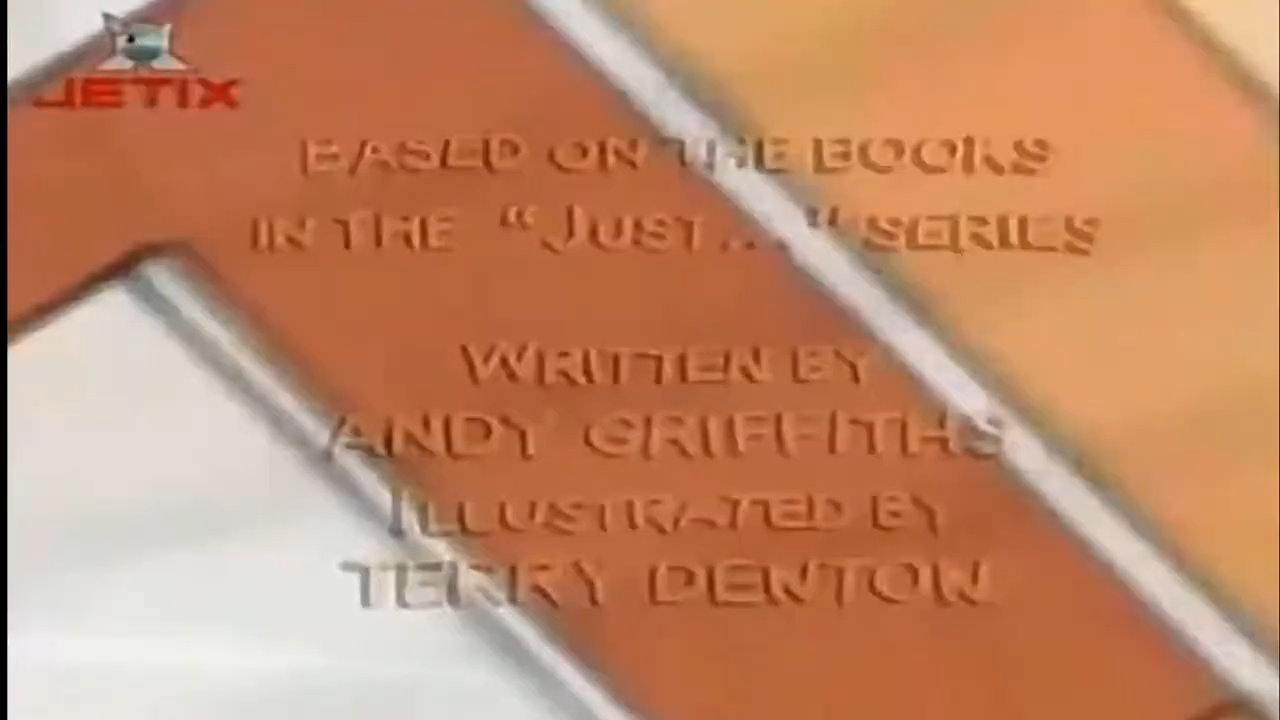 JETIX
BASED ON THE BOOKS
IN THE "JUST..." SERIES
WRITTEN BY
ANDY GRIFFITHS
ILLUSTRATED BY
TERRY DENTON